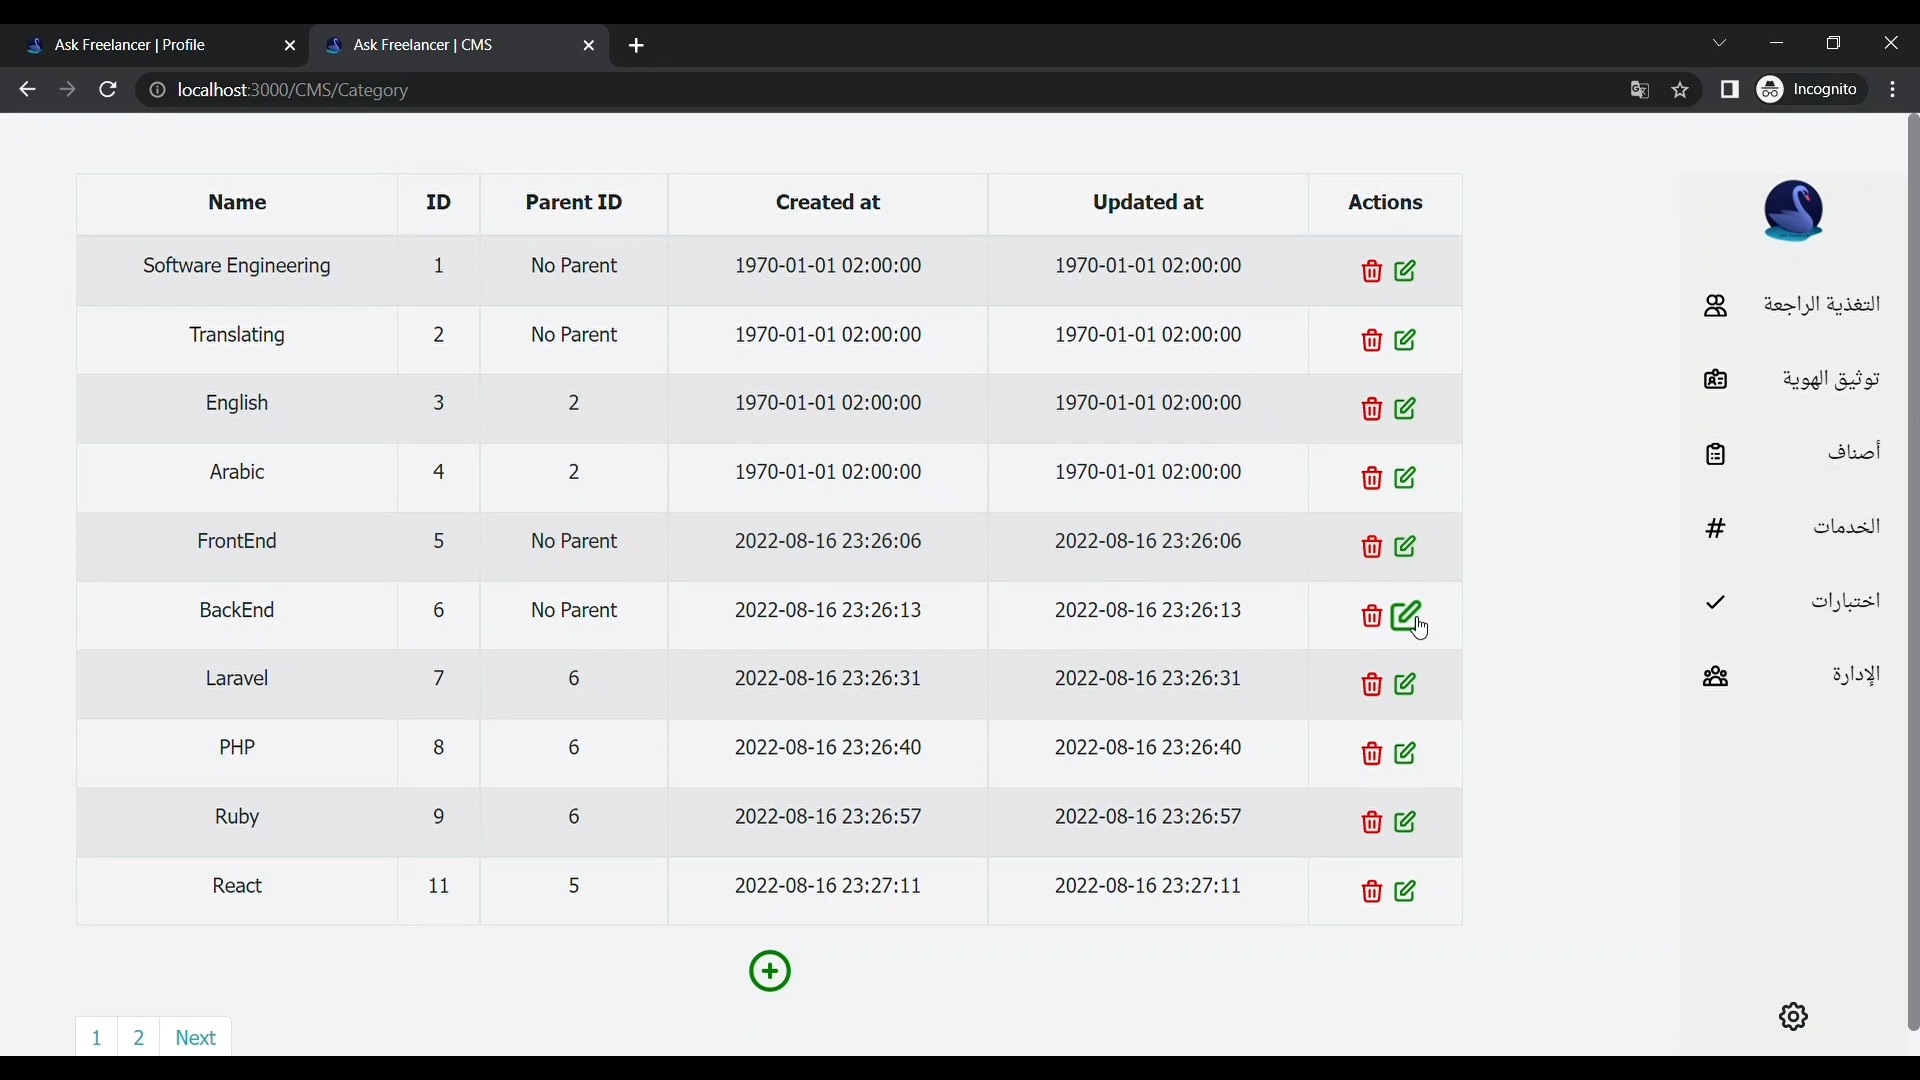 Ask Freelancer | Profile
Ask Freelancer | CMS
localhost:3000/CMS/Category
Incognito
Name ID Parent ID Created at Updated at Actions
Software Engineering 1 No Parent 1970-01-01 02:00:00 1970-01-01 02:00:00
Translating 2 No Parent 1970-01-01 02:00:00 1970-01-01 02:00:00
English 3 2 1970-01-01 02:00:00 1970-01-01 02:00:00
Arabic 4 2 1970-01-01 02:00:00 1970-01-01 02:00:00
FrontEnd 5 No Parent 2022-08-16 23:26:06 2022-08-16 23:26:06
BackEnd 6 No Parent 2022-08-16 23:26:13 2022-08-16 23:26:13
Laravel 7 6 2022-08-16 23:26:31 2022-08-16 23:26:31
PHP 8 6 2022-08-16 23:26:40 2022-08-16 23:26:40
Ruby 9 6 2022-08-16 23:26:57 2022-08-16 23:26:57
React 11 5 2022-08-16 23:27:11 2022-08-16 23:27:11
1 2 Next
التغذية الراجعة
توثيق الهوية
أصناف
الخدمات
اختبارات
الإدارة